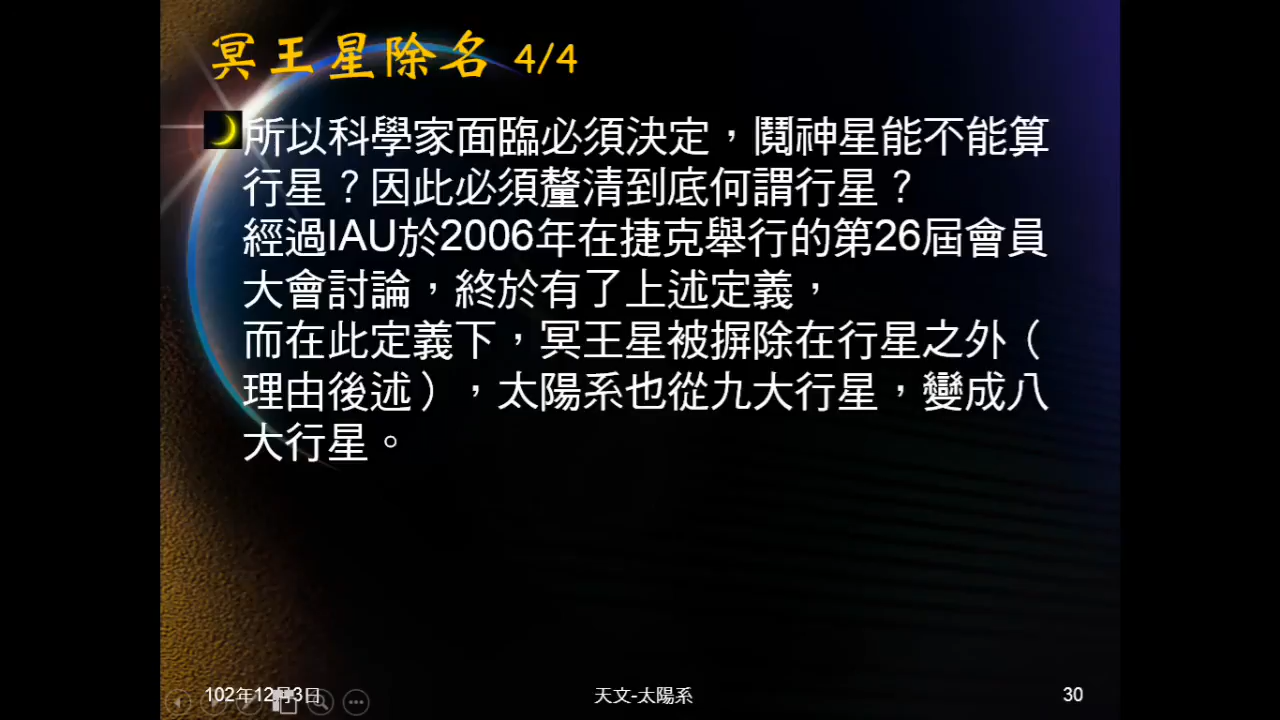 冥王星除名 4/4
所以科學家面臨必須決定，鬩神星能不能算
行星？因此必須釐清到底何謂行星？
經過IAU於2006年在捷克舉行的第26屆會員
大會討論，終於有了上述定義，
而在此定義下，冥王星被摒除在行星之外（
理由後述），太陽系也從九大行星，變成八
大行星。
102年12月3日
天文-太陽系
30